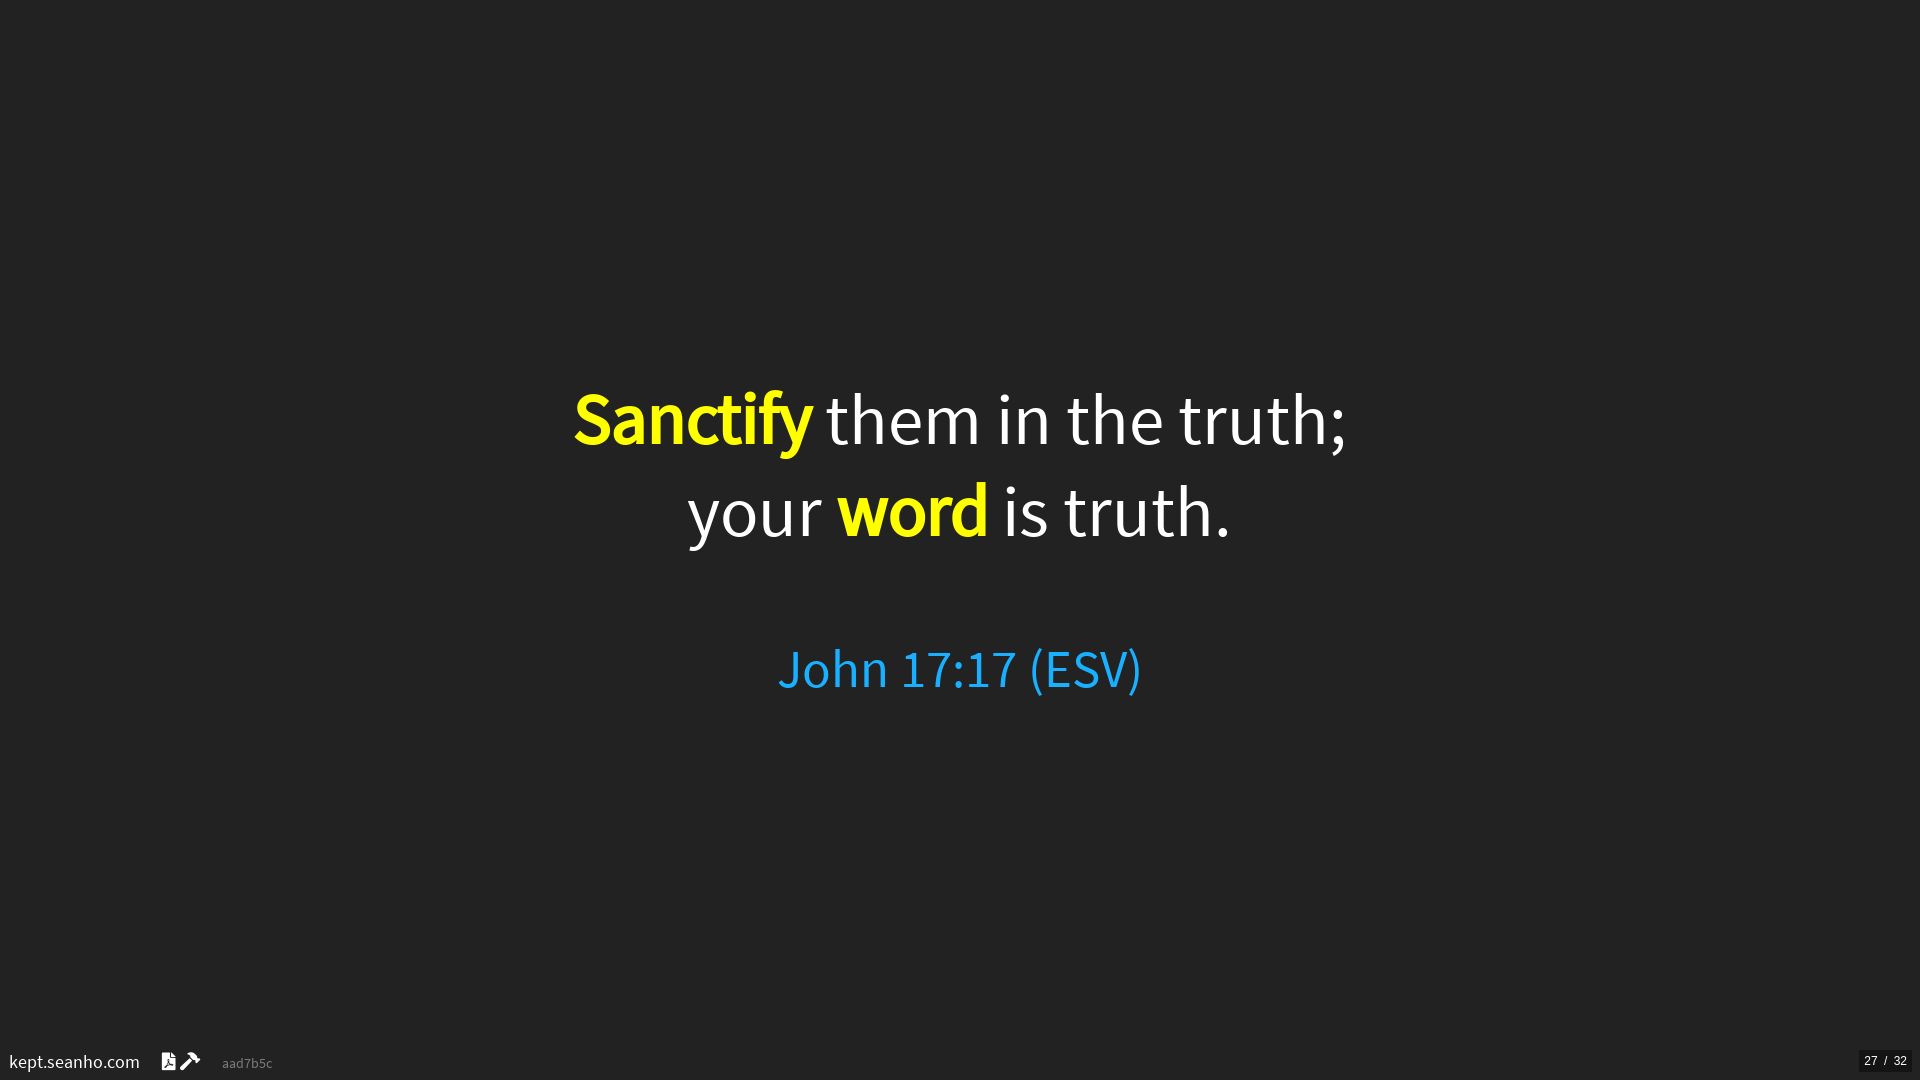 Sanctify them in the truth;
your word is truth.
John 17:17 (ESV)
kept.seanho.com aad7b5c
27 / 32